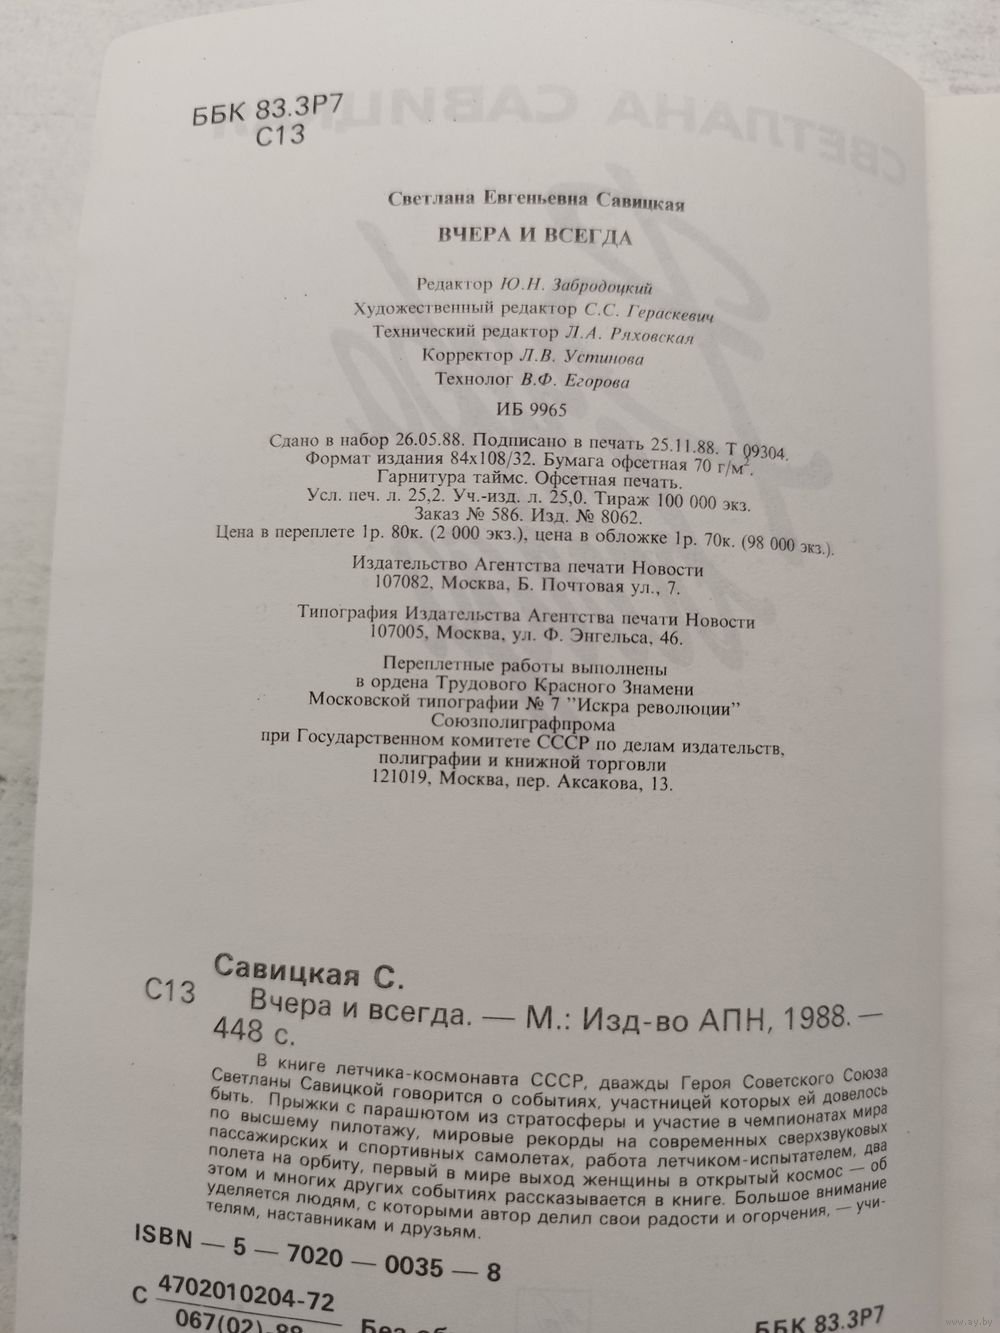 ББК 83.3Р7
С13
Светлана Евгеньевна Савицкая
ВЧЕРА И ВСЕГДА
Редактор Ю.Н. Забродоцкий
Художественный редактор С.С. Гераскевич
Технический редактор Л.А. Ряховская
Корректор Л.В. Устинова
Технолог В.Ф. Егорова
ИБ 9965
Сдано в набор 26.05.88. Подписано в печать 25.11.88. Т 09304.
Формат издания 84х108/32. Бумага офсетная 70 г/м².
Гарнитура таймс. Офсетная печать.
Усл. печ. л. 25,2. Уч.-изд. л. 25,0. Тираж 100 000 экз.
Заказ № 586. Изд. № 8062.
Цена в переплете 1р. 80к. (2 000 экз.), цена в обложке 1р. 70к. (98 000 экз.).
Издательство Агентства печати Новости
107082, Москва, Б. Почтовая ул., 7.
Типография Издательства Агентства печати Новости
107005, Москва, ул. Ф. Энгельса, 46.
Переплетные работы выполнены
в ордена Трудового Красного Знамени
Московской типографии № 7 "Искра революции"
Союзполиграфпрома
при Государственном комитете СССР по делам издательств,
полиграфии и книжной торговли
121019, Москва, пер. Аксакова, 13.
Савицкая С.
С13 Вчера и всегда. — М.: Изд-во АПН, 1988. —
448 с.
В книге летчика-космонавта СССР, дважды Героя Советского Союза
Светланы Савицкой говорится о событиях, участницей которых ей довелось
быть. Прыжки с парашютом из стратосферы и участие в чемпионатах мира
по высшему пилотажу, мировые рекорды на современных сверхзвуковых
пассажирских и спортивных самолетах, работа летчиком-испытателем, два
полета на орбиту, первый в мире выход женщины в открытый космос — об
этом и многих других событиях рассказывается в книге. Большое внимание
уделяется людям, с которыми автор делил свои радости и огорчения, — учи-
телям, наставникам и друзьям.
ISBN — 5 — 7020 — 0035 — 8
С 4702010204-72
067(02)-88
Без об
ББК 83.3Р7
www.ay.by